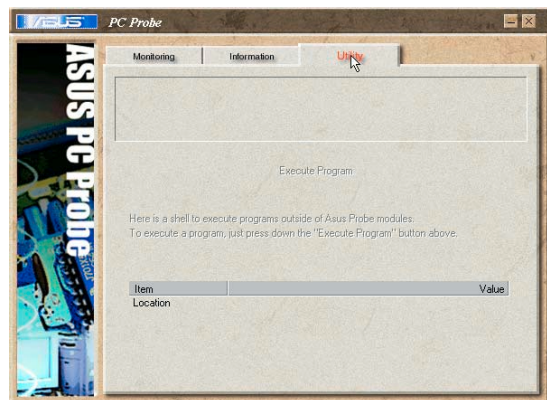 ASUS PC Probe
Monitoring Information Utility
Execute Program
Here is a shell to execute programs outside of Asus Probe modules.
To execute a program, just press down the "Execute Program" button above.
Item Value
Location
ASUS PC Probe